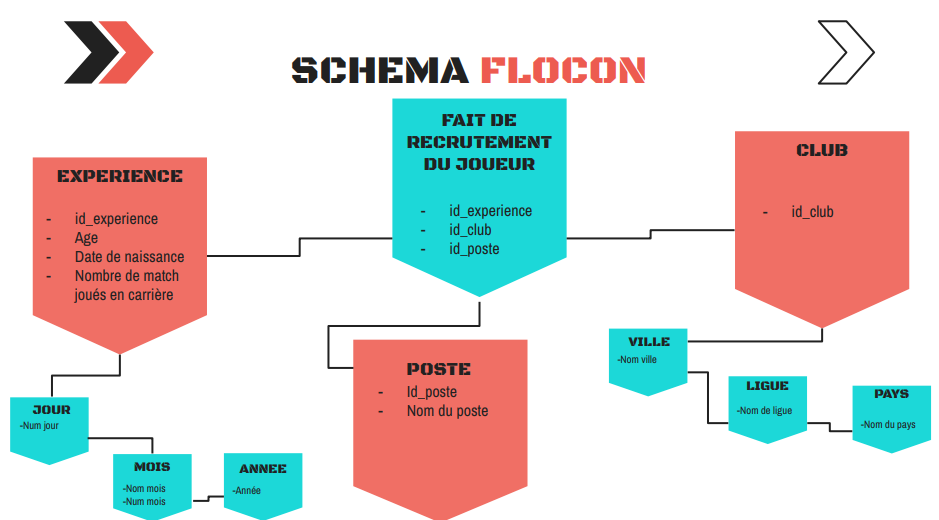 SCHEMA FLOCON
FAIT DE
RECRUTEMENT
DU JOUEUR
- id_experience
- id_club
- id_poste
EXPERIENCE
- id_experience
- Age
- Date de naissance
- Nombre de match
joués en carrière
CLUB
- id_club
POSTE
- Id_poste
- Nom du poste
JOUR
-Num jour
MOIS
-Nom mois
-Num mois
ANNEE
-Année
VILLE
-Nom ville
LIGUE
-Nom de ligue
PAYS
-Nom du pays